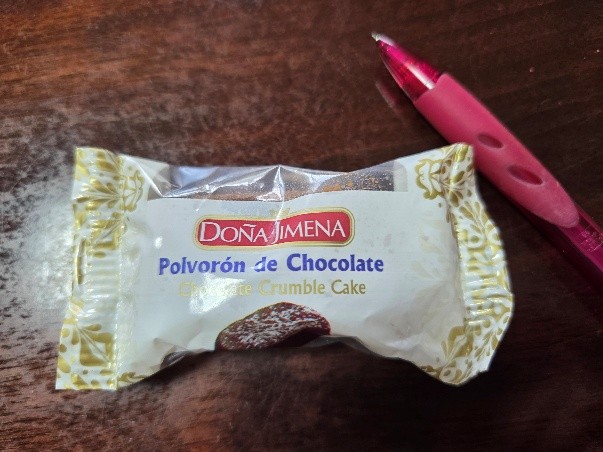 DOÑA JIMENA
Polvorón de Chocolate
Chocolate Crumble Cake